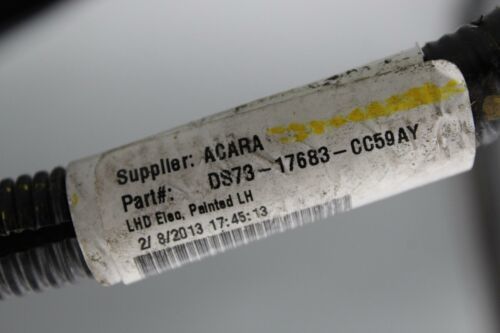 Supplier: ACARA
Part#: DS73-17683-CC59AY
LHD Elec, Painted LH
2/ 8/2013 17:45:13